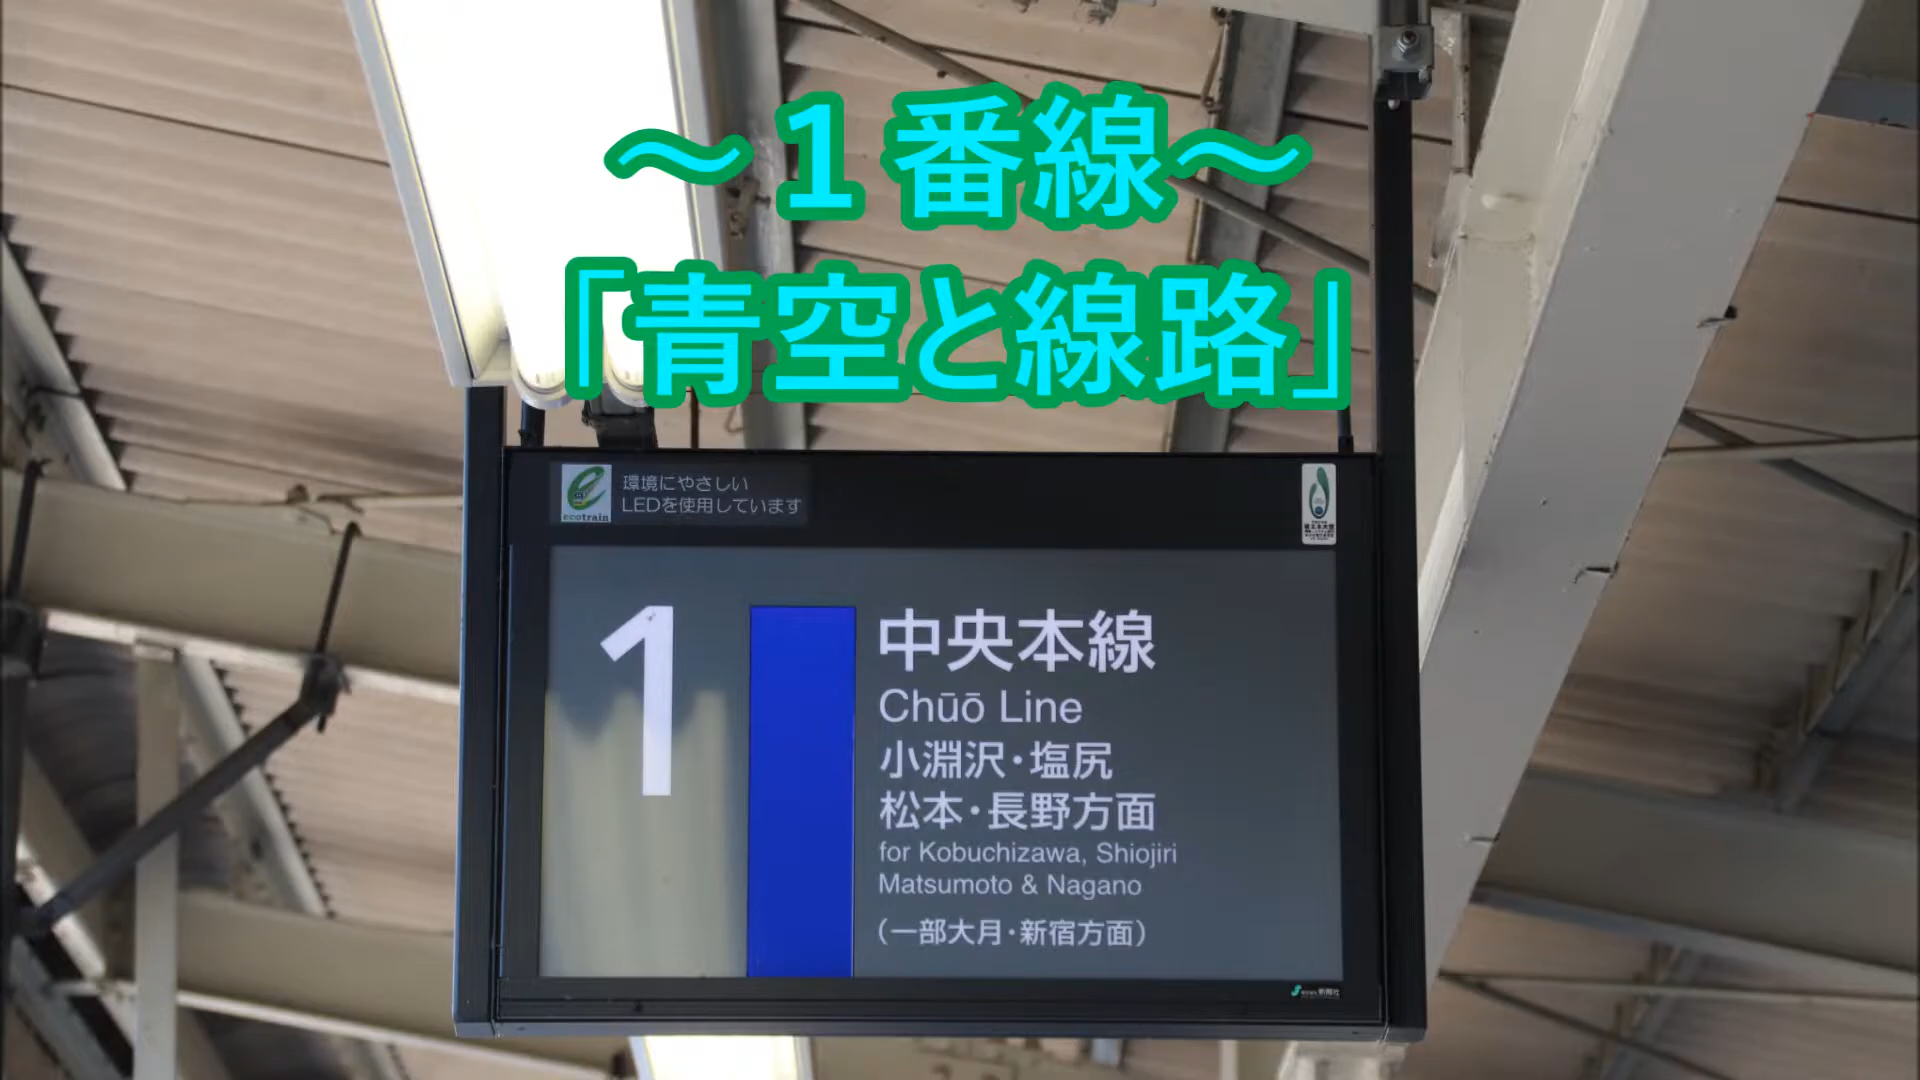 ～１番線～
「青空と線路」
ecotrain
環境にやさしい
LEDを使用しています
1
中央本線
Chūō Line
小淵沢・塩尻
松本・長野方面
for Kobuchizawa, Shiojiri
Matsumoto & Nagano
（一部大月・新宿方面）